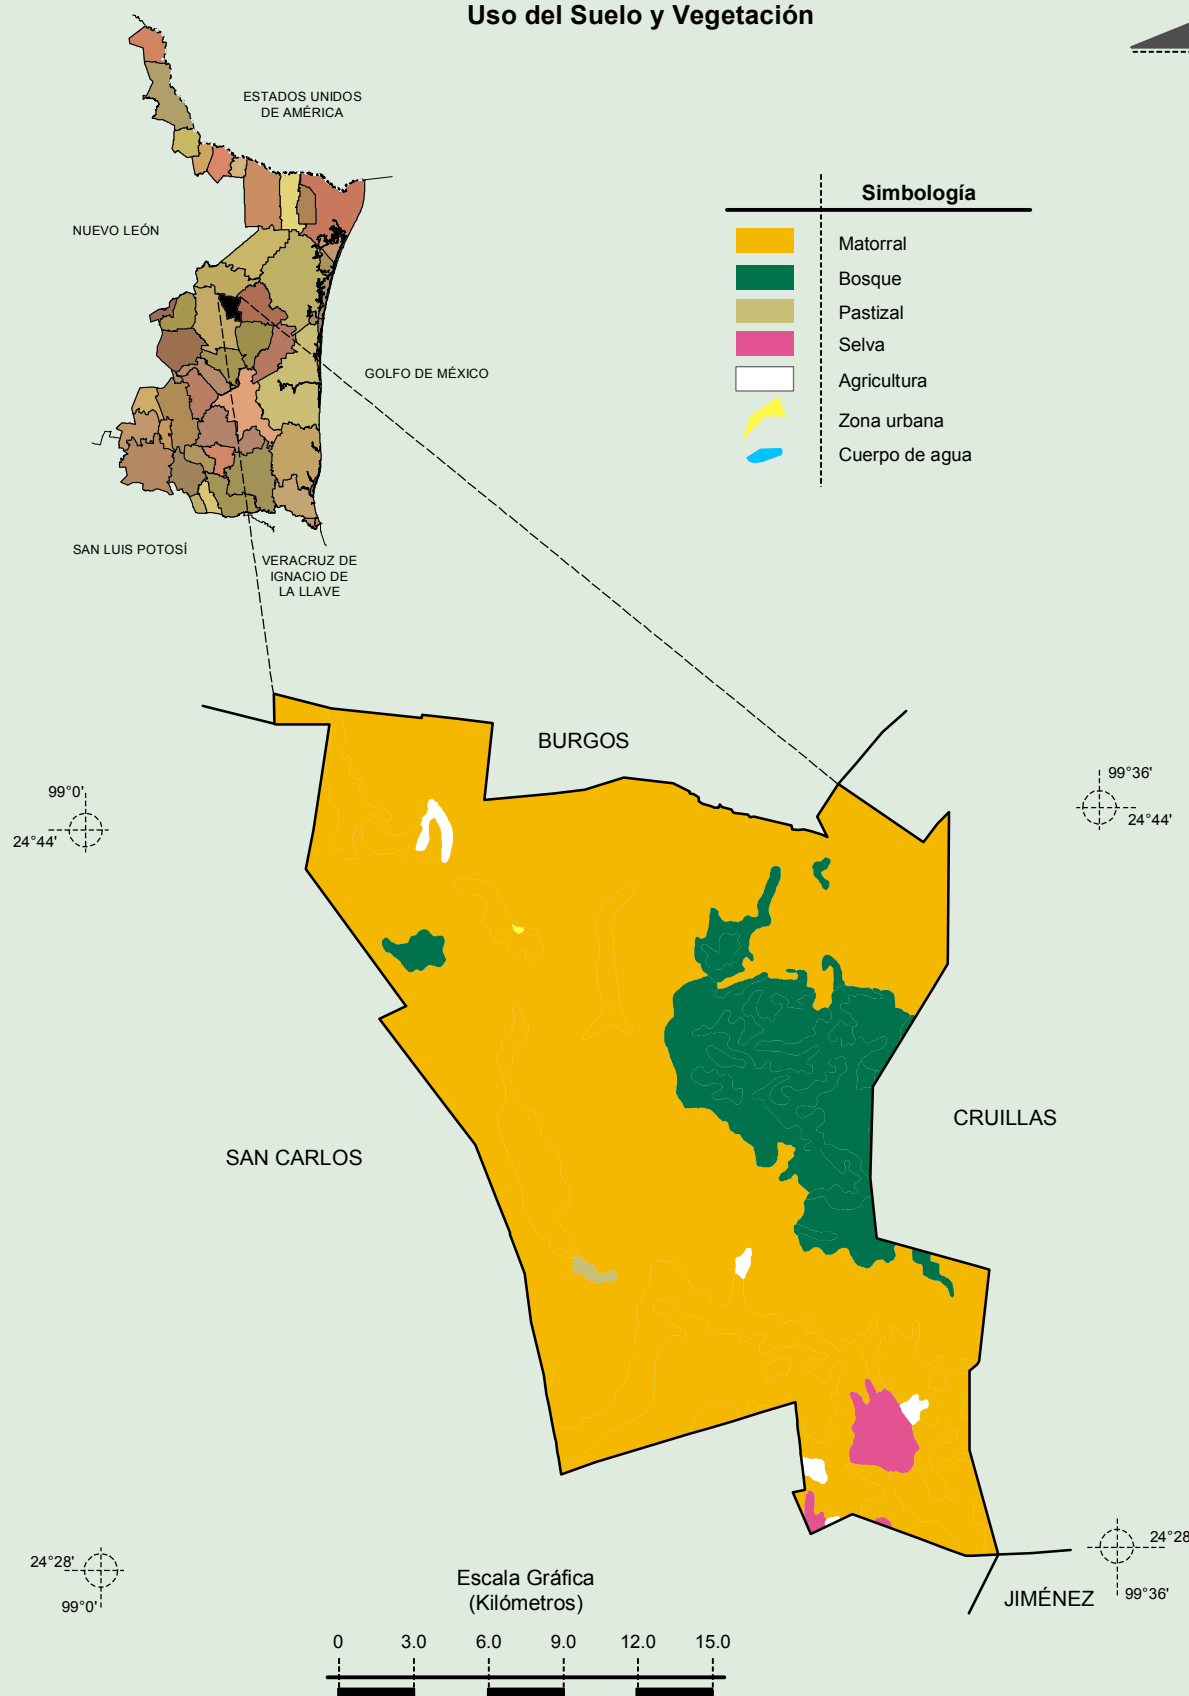 Uso del Suelo y Vegetación
ESTADOS UNIDOS
DE AMÉRICA
NUEVO LEÓN
GOLFO DE MÉXICO
SAN LUIS POTOSÍ
VERACRUZ DE
IGNACIO DE
LA LLAVE
Simbología
Matorral
Bosque
Pastizal
Selva
Agricultura
Zona urbana
Cuerpo de agua
BURGOS
99°0'
24°44'
99°36'
24°44'
CRUILLAS
SAN CARLOS
24°28'
99°0'
24°28
99°36'
JIMÉNEZ
Escala Gráfica
(Kilómetros)
0 3.0 6.0 9.0 12.0 15.0